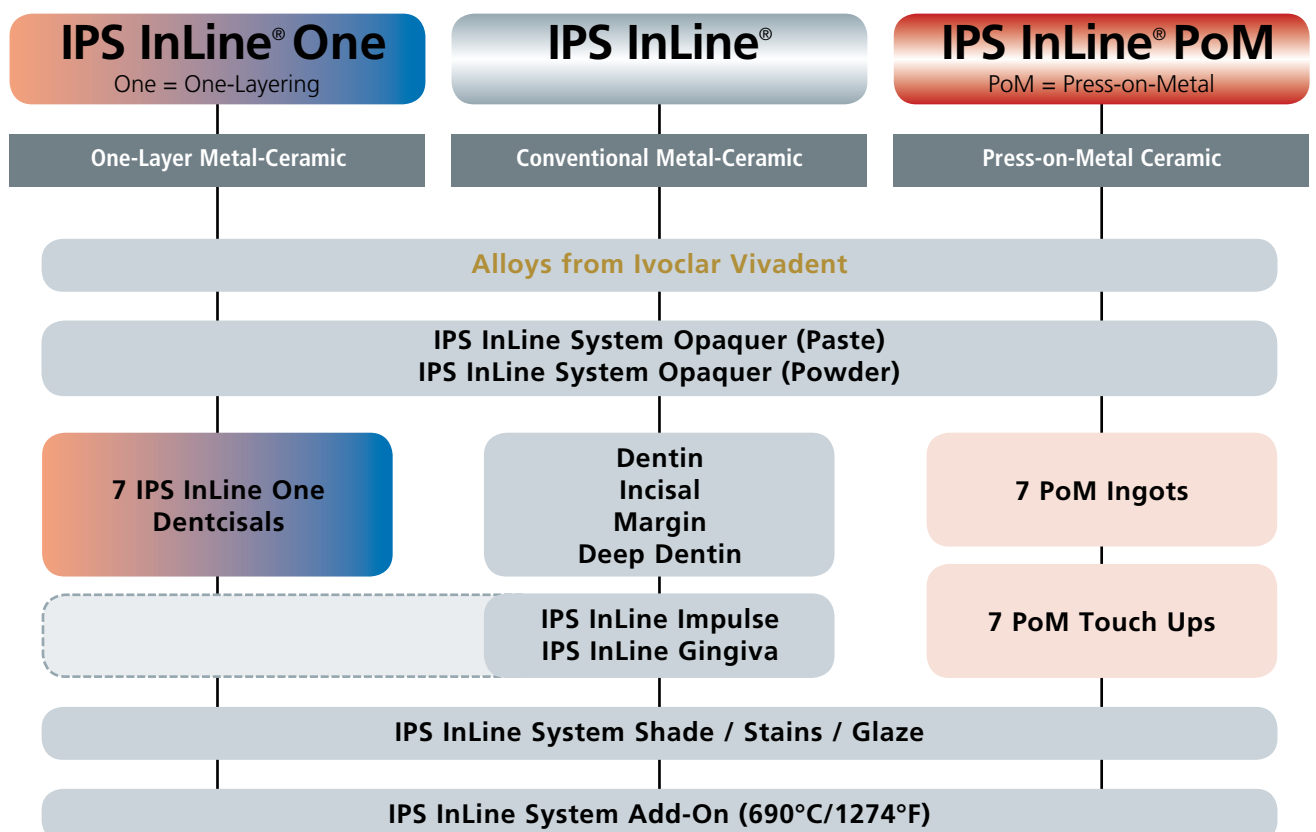 IPS InLine® One
One = One-Layering
IPS InLine®
IPS InLine® PoM
PoM = Press-on-Metal
One-Layer Metal-Ceramic
Conventional Metal-Ceramic
Press-on-Metal Ceramic
Alloys from Ivoclar Vivadent
IPS InLine System Opaquer (Paste)
IPS InLine System Opaquer (Powder)
7 IPS InLine One
Dentcisals
Dentin
Incisal
Margin
Deep Dentin
7 PoM Ingots
IPS InLine Impulse
IPS InLine Gingiva
7 PoM Touch Ups
IPS InLine System Shade / Stains / Glaze
IPS InLine System Add-On (690°C/1274°F)